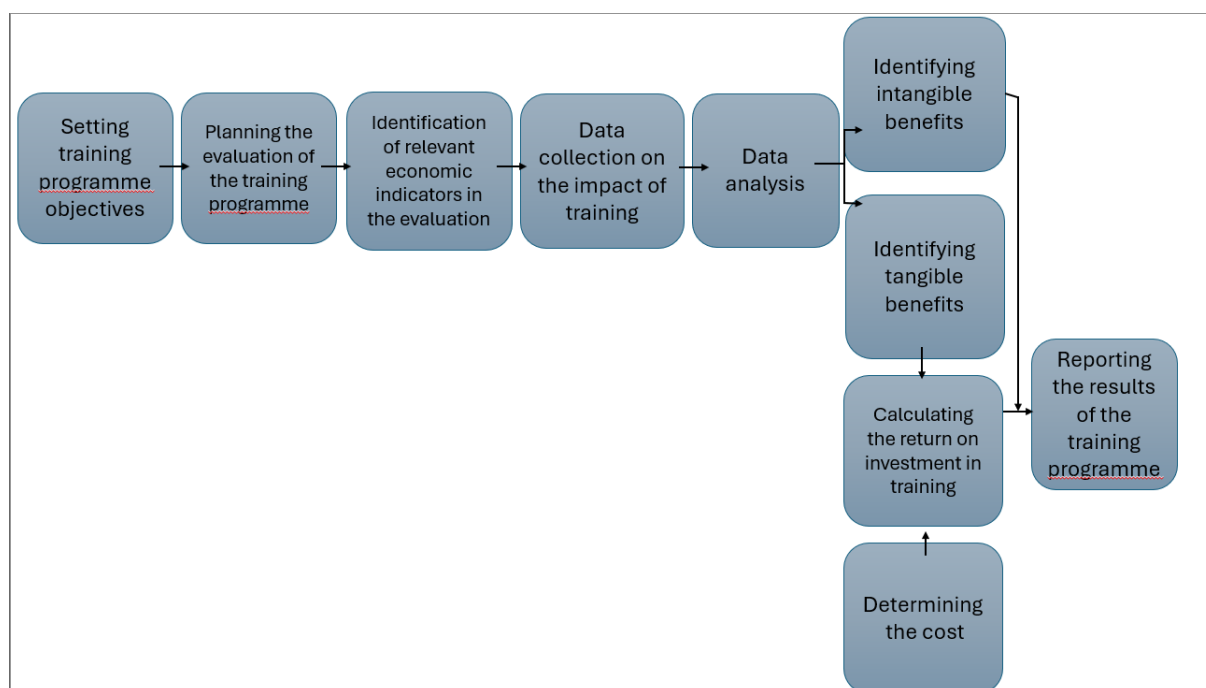 Setting
training
programme
objectives
Planning the
evaluation of
the training
programme
Identification
of relevant
economic
indicators in
the evaluation
Data
collection on
the impact of
training
Data
analysis
Identifying
intangible
benefits
Identifying
tangible
benefits
Calculating
the return on
investment in
training
Determining
the cost
Reporting
the results
of the
training
programme